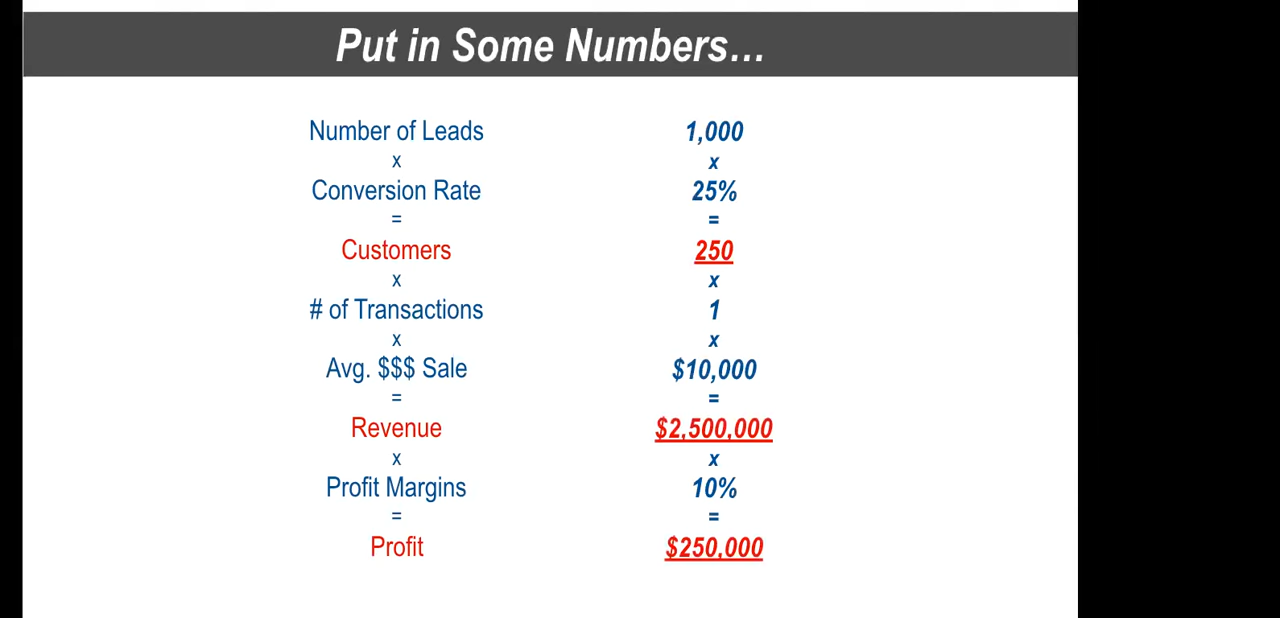 Put in Some Numbers…
Number of Leads 1,000
x x
Conversion Rate 25%
= =
Customers 250
x x
# of Transactions 1
x x
Avg. $$$ Sale $10,000
= =
Revenue $2,500,000
x x
Profit Margins 10%
= =
Profit $250,000